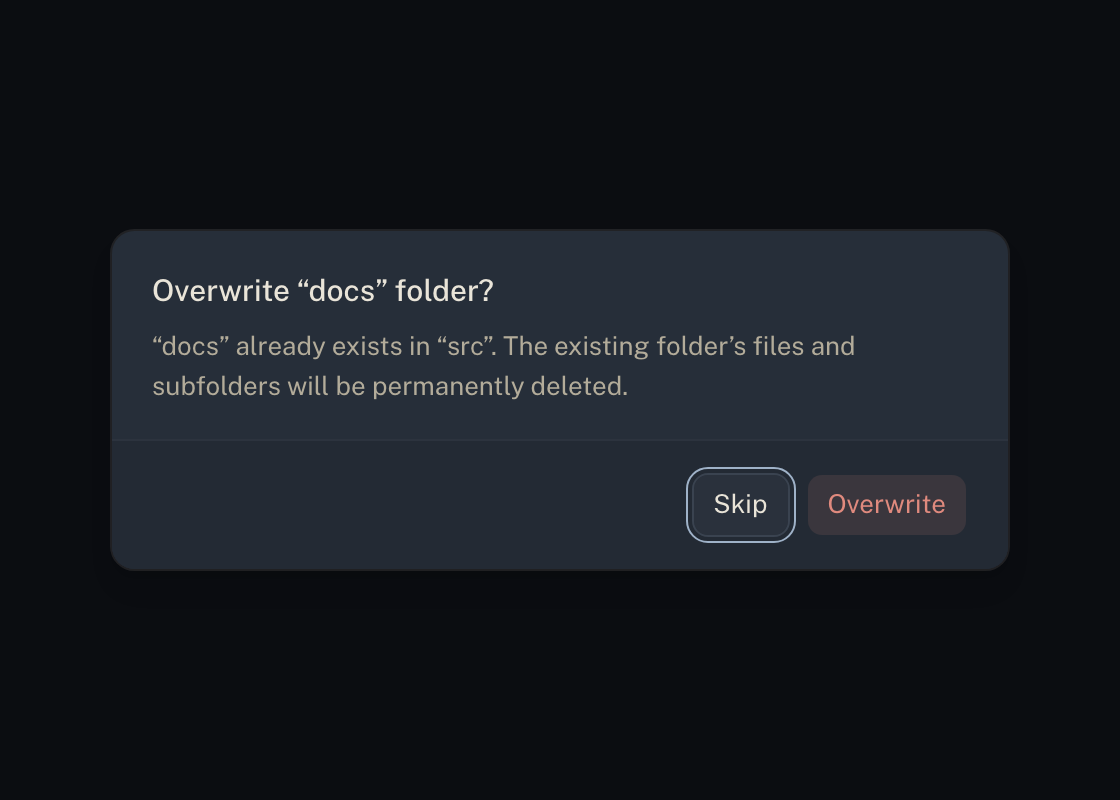 Overwrite “docs” folder?
“docs” already exists in “src”. The existing folder’s files and
subfolders will be permanently deleted.
Skip
Overwrite